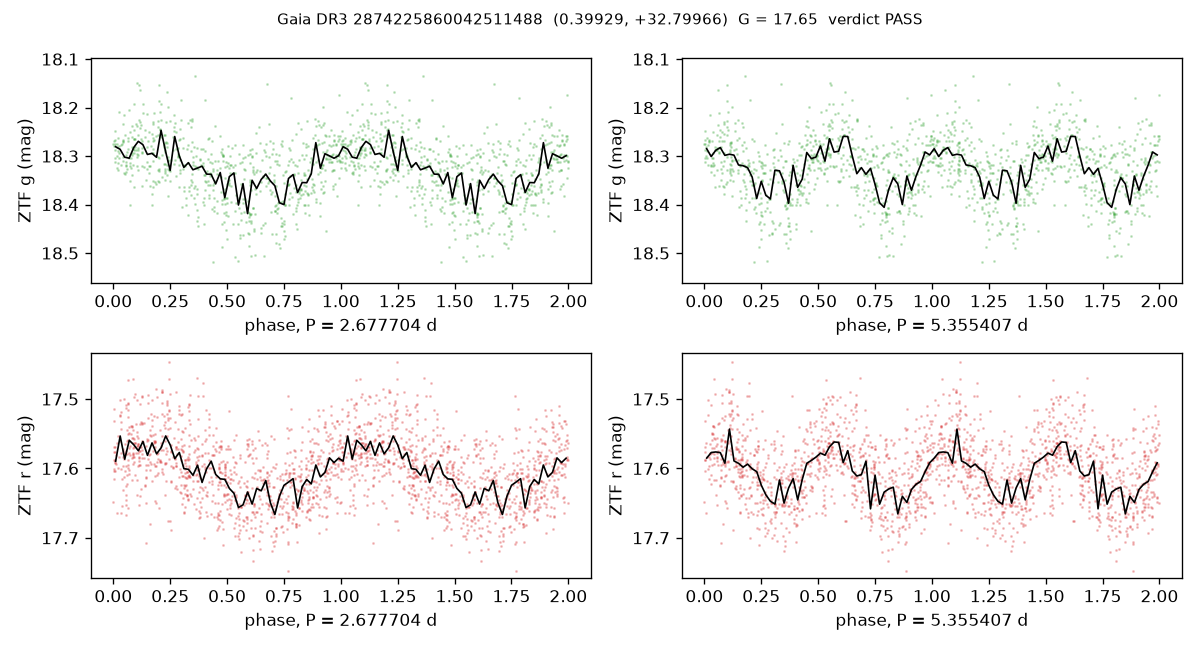 Gaia DR3 2874225860042511488 (0.39929, +32.79966) G = 17.65 verdict PASS
ZTF g (mag)
18.1
18.2
18.3
18.4
18.5
0.00 0.25 0.50 0.75 1.00 1.25 1.50 1.75 2.00
phase, P = 2.677704 d
ZTF g (mag)
18.1
18.2
18.3
18.4
18.5
0.00 0.25 0.50 0.75 1.00 1.25 1.50 1.75 2.00
phase, P = 5.355407 d
ZTF r (mag)
17.5
17.6
17.7
0.00 0.25 0.50 0.75 1.00 1.25 1.50 1.75 2.00
phase, P = 2.677704 d
ZTF r (mag)
17.5
17.6
17.7
0.00 0.25 0.50 0.75 1.00 1.25 1.50 1.75 2.00
phase, P = 5.355407 d